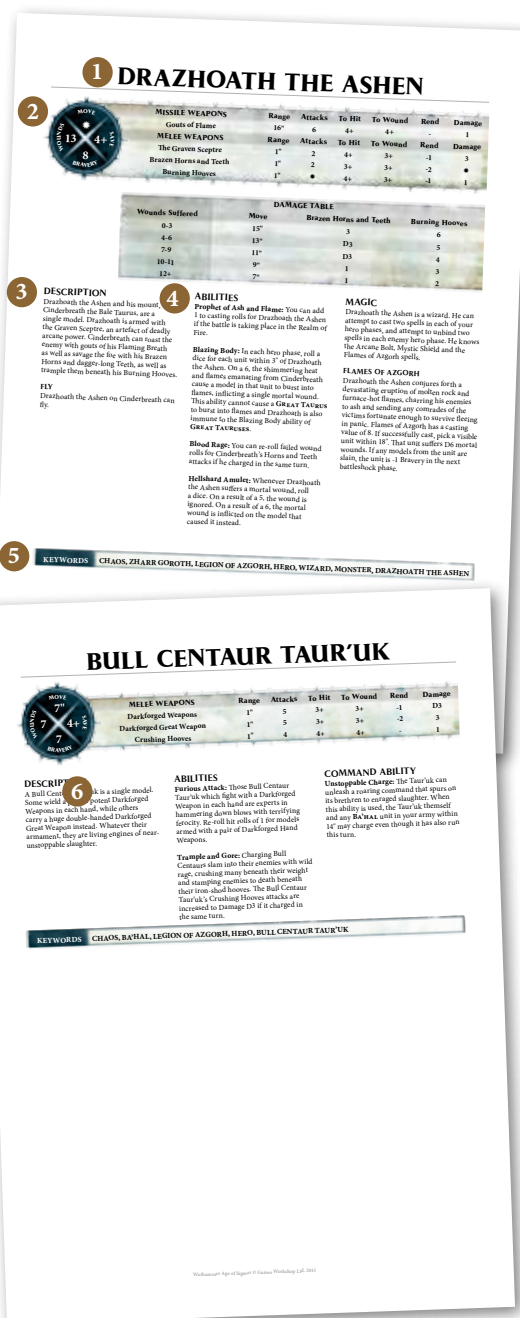 1 DRAZHOATH THE ASHEN
2
MOVE
✹
WOUNDS 13 4+ SAVE
8
BRAVERY
MISSILE WEAPONS Range Attacks To Hit To Wound Rend Damage
Gouts of Flame 16" 6 4+ 4+ - 1
MELEE WEAPONS Range Attacks To Hit To Wound Rend Damage
The Graven Sceptre 1" 2 4+ 3+ -1 3
Brazen Horns and Teeth 1" 2 3+ 3+ -2 ✹
Burning Hooves 1" ✹ 4+ 3+ -1 1
DAMAGE TABLE
Wounds Suffered Move Brazen Horns and Teeth Burning Hooves
0-3 15" 3 6
4-6 13" D3 5
7-9 11" D3 4
10-11 9" 1 3
12+ 7" 1 2
3
DESCRIPTION
Drazhoath the Ashen and his mount,
Cinderbreath the Bale Taurus, are a
single model. Drazhoath is armed with
the Graven Sceptre, an artefact of deadly
arcane power. Cinderbreath can roast the
enemy with gouts of his Flaming Breath
as well as savage the foe with his Brazen
Horns and dagger-long Teeth, as well as
trample them beneath his Burning Hooves.
FLY
Drazhoath the Ashen on Cinderbreath can
fly.
4
ABILITIES
Prophet of Ash and Flame: You can add
1 to casting rolls for Drazhoath the Ashen
if the battle is taking place in the Realm of
Fire.
Blazing Body: In each hero phase, roll a
dice for each unit within 3" of Drazhoath
the Ashen. On a 6, the shimmering heat
and flames emanating from Cinderbreath
cause a model in that unit to burst into
flames, inflicting a single mortal wound.
This ability cannot cause a GREAT TAURUS
to burst into flames and Drazhoath is also
immune to the Blazing Body ability of
GREAT TAURUSES.
Blood Rage: You can re-roll failed wound
rolls for Cinderbreath's Horns and Teeth
attacks if he charged in the same turn.
Hellshard Amulet: Whenever Drazhoath
the Ashen suffers a mortal wound, roll
a dice. On a result of a 5, the wound is
ignored. On a result of a 6, the mortal
wound is inflicted on the model that
caused it instead.
MAGIC
Drazhoath the Ashen is a wizard. He can
attempt to cast two spells in each of your
hero phases, and attempt to unbind two
spells in each enemy hero phase. He knows
the Arcane Bolt, Mystic Shield and the
Flames of Azgorh spells.
FLAMES OF AZGORH
Drazhoath the Ashen conjures forth a
devastating eruption of molten rock and
furnace-hot flames, charring his enemies
to ash and sending any comrades of the
victims fortunate enough to survive fleeing
in panic. Flames of Azgorh has a casting
value of 8. If successfully cast, pick a visible
unit within 18". That unit suffers D6 mortal
wounds. If any models from the unit are
slain, the unit is -1 Bravery in the next
battleshock phase.
5
KEYWORDS CHAOS, ZHARR GOROTH, LEGION OF AZGORH, HERO, WIZARD, MONSTER, DRAZHOATH THE ASHEN
BULL CENTAUR TAUR'UK
MOVE
7"
WOUNDS 7 4+ SAVE
7
BRAVERY
MELEE WEAPONS Range Attacks To Hit To Wound Rend Damage
Darkforged Weapons 1" 5 3+ 3+ -1 D3
Darkforged Great Weapon 1" 5 3+ 3+ -2 3
Crushing Hooves 1" 4 4+ 4+ - 1
6
DESCRIPT
A Bull Cent uk is a single model.
Some wield a potent Darkforged
Weapons in each hand, while others
carry a huge double-handed Darkforged
Great Weapon instead. Whatever their
armament, they are living engines of near-
unstoppable slaughter.
ABILITIES
Furious Attack: Those Bull Centaur
Taur'uk which fight with a Darkforged
Weapon in each hand are experts in
hammering down blows with terrifying
ferocity. Re-roll hit rolls of 1 for models
armed with a pair of Darkforged Hand
Weapons.
Trample and Gore: Charging Bull
Centaurs slam into their enemies with wild
rage, crushing many beneath their weight
and stamping enemies to death beneath
their iron-shod hooves. The Bull Centaur
Taur'uk's Crushing Hooves attacks are
increased to Damage D3 if it charged in
the same turn.
COMMAND ABILITY
Unstoppable Charge: The Taur'uk can
unleash a roaring command that spurs on
its brethren to enraged slaughter. When
this ability is used, the Taur'uk themself
and any BA'HAL unit in your army within
14" may charge even though it has also run
this turn.
KEYWORDS CHAOS, BA'HAL, LEGION OF AZGORH, HERO, BULL CENTAUR TAUR'UK
Warhammer: Age of Sigmar © Games Workshop Ltd. 2015